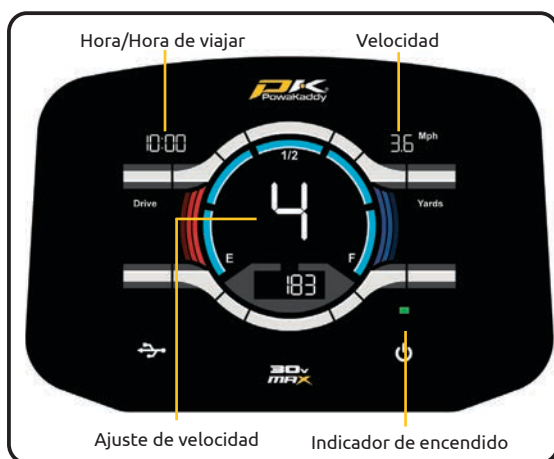 Hora/Hora de viajar
Velocidad
PK
PowaKaddy
10:00
3.6 Mph
1/2
Drive
4
Yards
E
F
183
30v
MAX
Ajuste de velocidad
Indicador de encendido